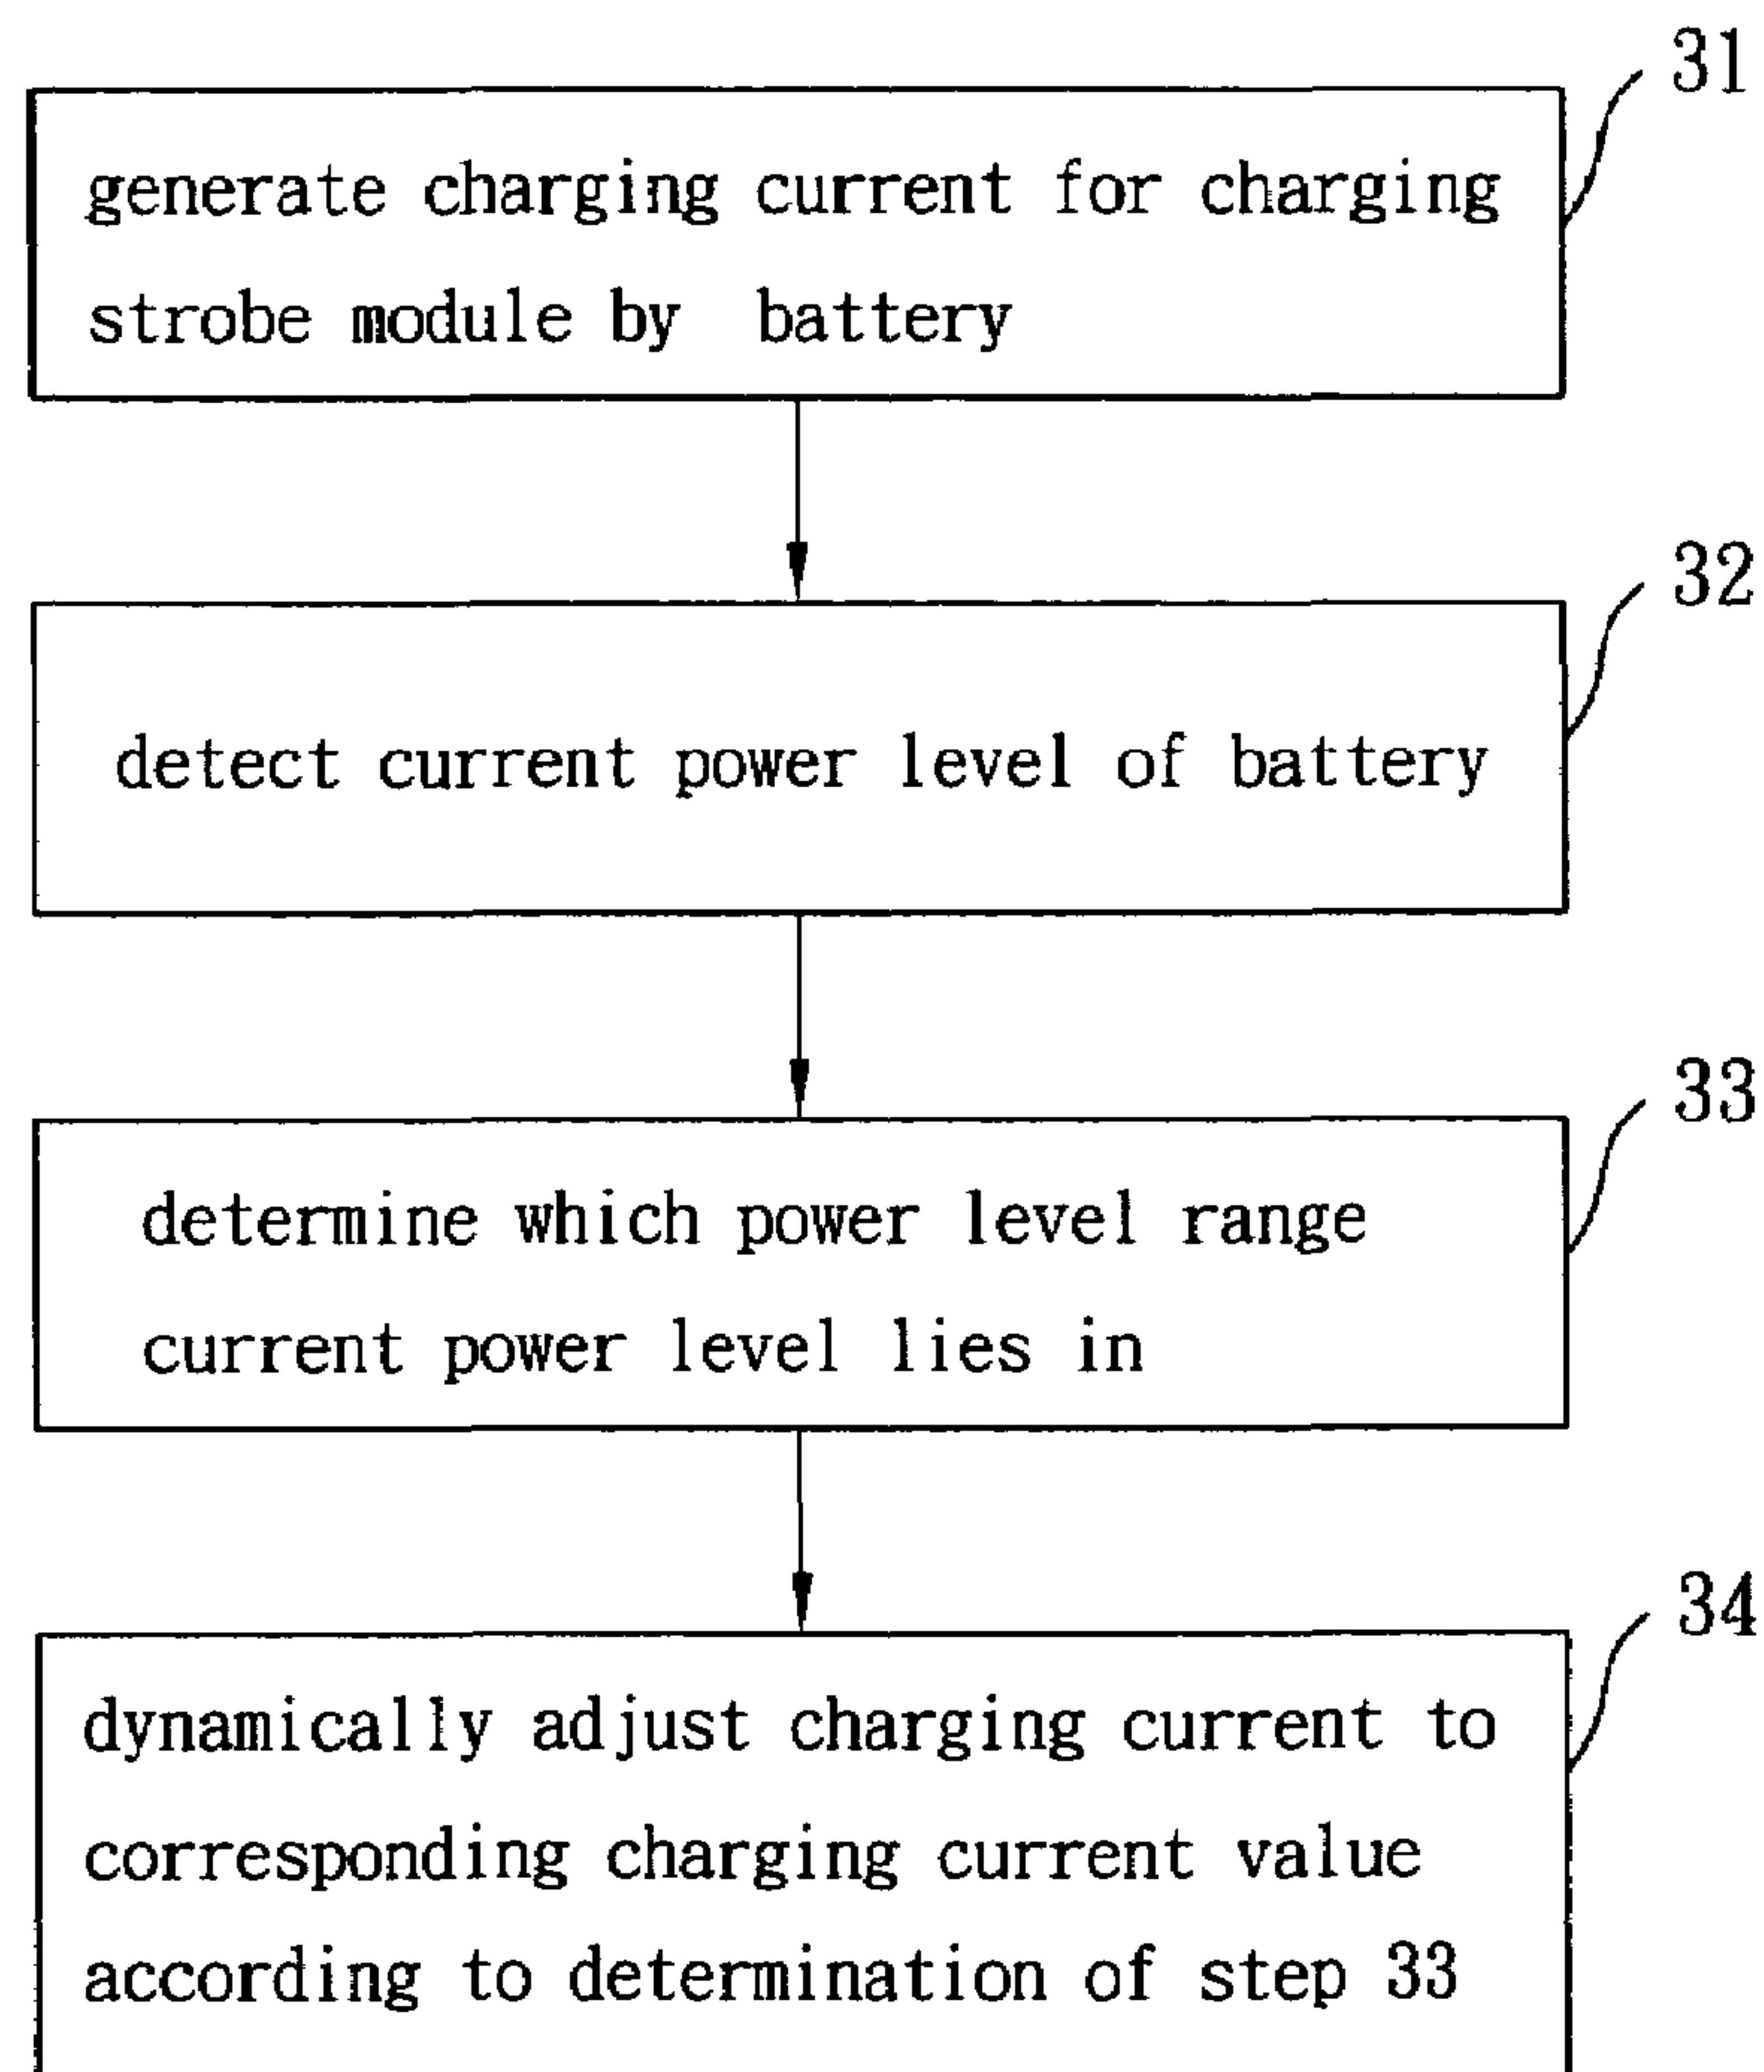 31
generate charging current for charging
strobe module by battery
32
detect current power level of battery
33
determine which power level range
current power level lies in
34
dynamically adjust charging current to
corresponding charging current value
according to determination of step 33